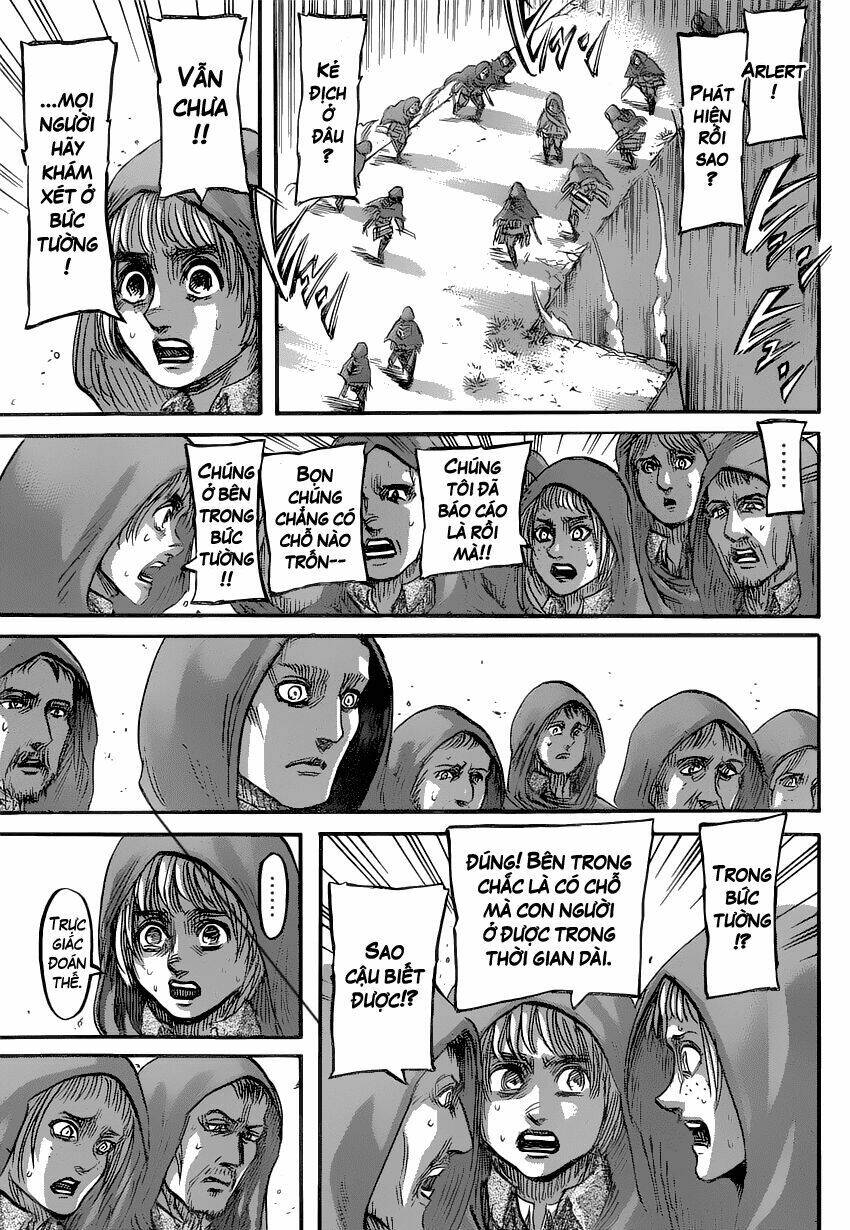 ARLERT
!
PHÁT
HIỆN RỒI
SAO?
KẺ
ĐỊCH Ở
ĐÂU
?
VẪN
CHƯA
!!
...MỌI
NGƯỜI
HÃY
KHÁM
XÉT Ở
BỨC
TƯỜNG
!
......
CHÚNG
TÔI ĐÃ
BÁO CÁO
LÀ RỒI
MÀ!!
BỌN
CHÚNG
CHẲNG CÓ
CHỖ NÀO
TRỐN--
CHÚNG
Ở BÊN
TRONG
BỨC
TƯỜNG
!!
TRONG
BỨC
TƯỜNG
!?
ĐÚNG! BÊN TRONG
CHẮC LÀ CÓ CHỖ
MÀ CON NGƯỜI
Ở ĐƯỢC TRONG
THỜI GIAN DÀI.
SAO
CẬU BIẾT
ĐƯỢC!?
......
TRỰC
GIÁC
ĐOÁN
THẾ.